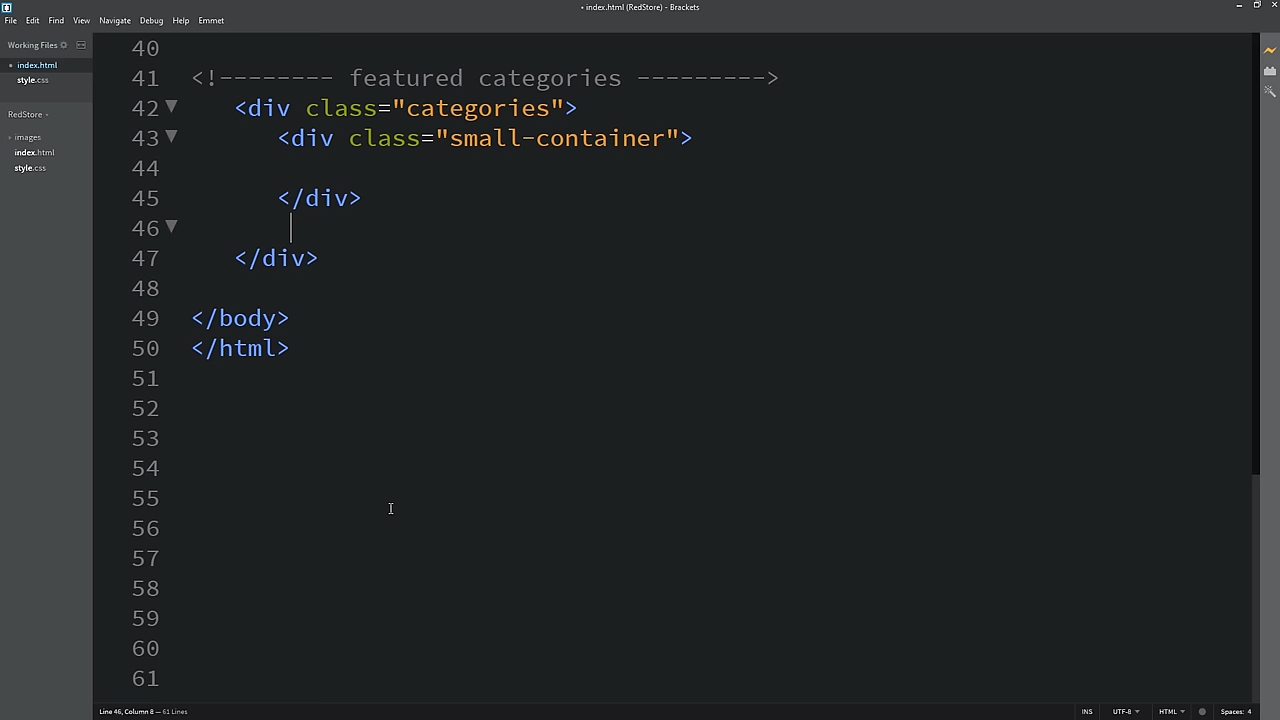 • index.html (RedStore) - Brackets
File Edit Find View Navigate Debug Help Emmet
Working Files
• index.html
style.css
RedStore
images
index.html
style.css
40
41 <!-------- featured categories --------->
42 <div class="categories">
43 <div class="small-container">
44
45 </div>
46
47 </div>
48
49 </body>
50 </html>
51
52
53
54
55
56
57
58
59
60
61
Line 46, Column 8 — 61 Lines INS UTF-8 HTML Spaces: 4